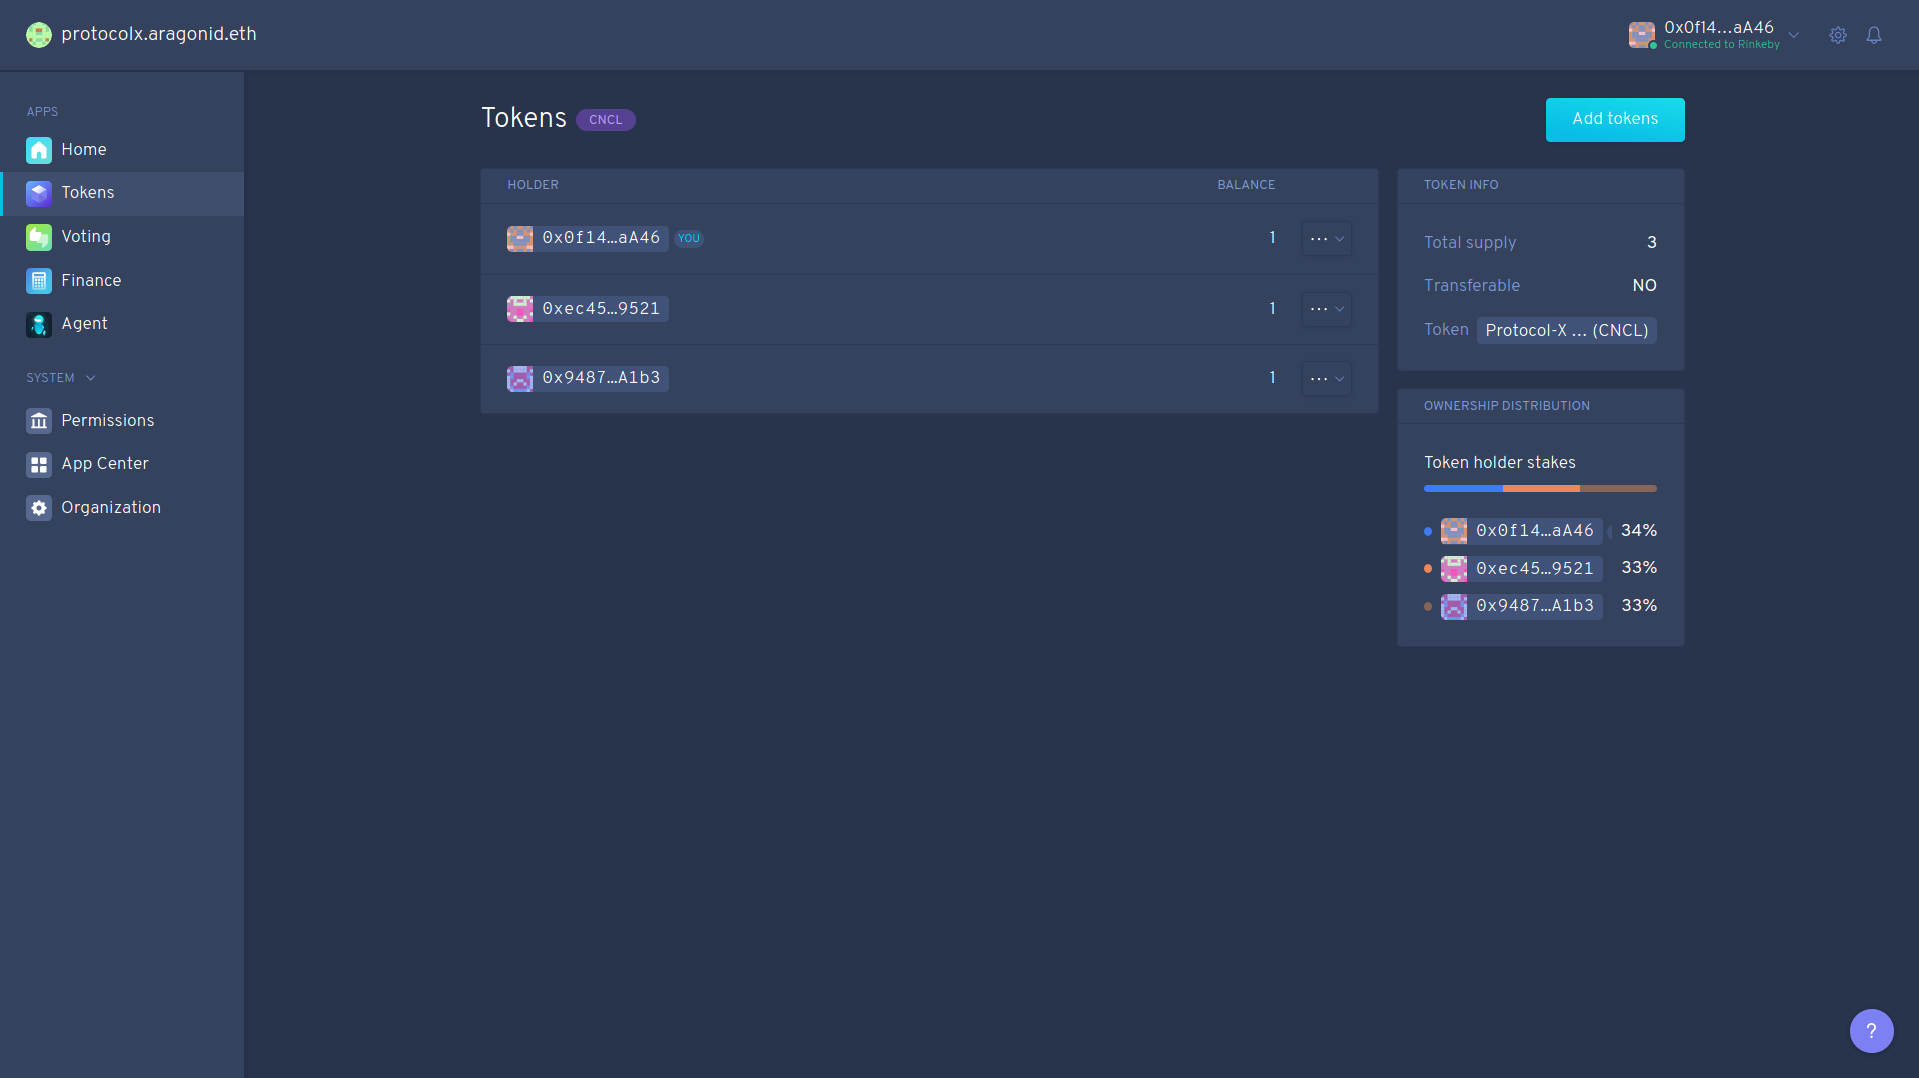 protocolx.aragonid.eth
0x0f14…aA46
Connected to Rinkeby
APPS
Home
Tokens
Voting
Finance
Agent
SYSTEM
Permissions
App Center
Organization
Tokens CNCL
Add tokens
HOLDER BALANCE
0x0f14…aA46 YOU 1
0xec45…9521 1
0x9487…A1b3 1
TOKEN INFO
Total supply 3
Transferable NO
Token Protocol-X … (CNCL)
OWNERSHIP DISTRIBUTION
Token holder stakes
0x0f14…aA46 34%
0xec45…9521 33%
0x9487…A1b3 33%
?